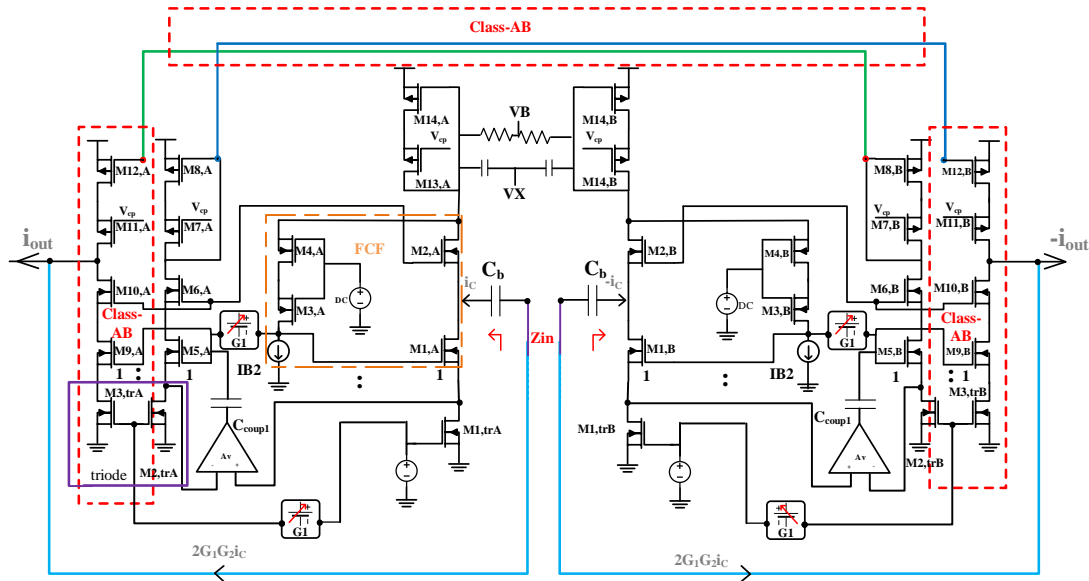 Class-AB
M14,A
Vcp
M13,A
VB
VX
M14,B
Vcp
M14,B
M12,A
M8,A
Vcp
M11,A
Vcp
M7,A
M10,A
M6,A
Class-AB
M9,A
1
M5,A
1
M3,trA
triode
M2,trA
iout
FCF
M4,A
M3,A
DC
M2,A
iC
Cb
M1,A
1
G1
IB2
Ccoup1
Av
- +
M1,trA
G1
2G1G2iC
Zin
Cb
-iC
M2,B
M1,B
1
M1,trB
M4,B
DC
M3,B
IB2
G1
Ccoup1
Av
+ -
G1
2G1G2iC
M8,B
M12,B
Vcp
M7,B
Vcp
M11,B
M6,B
M10,B
Class-AB
M5,B
1
M9,B
1
M3,trB
M2,trB
-iout